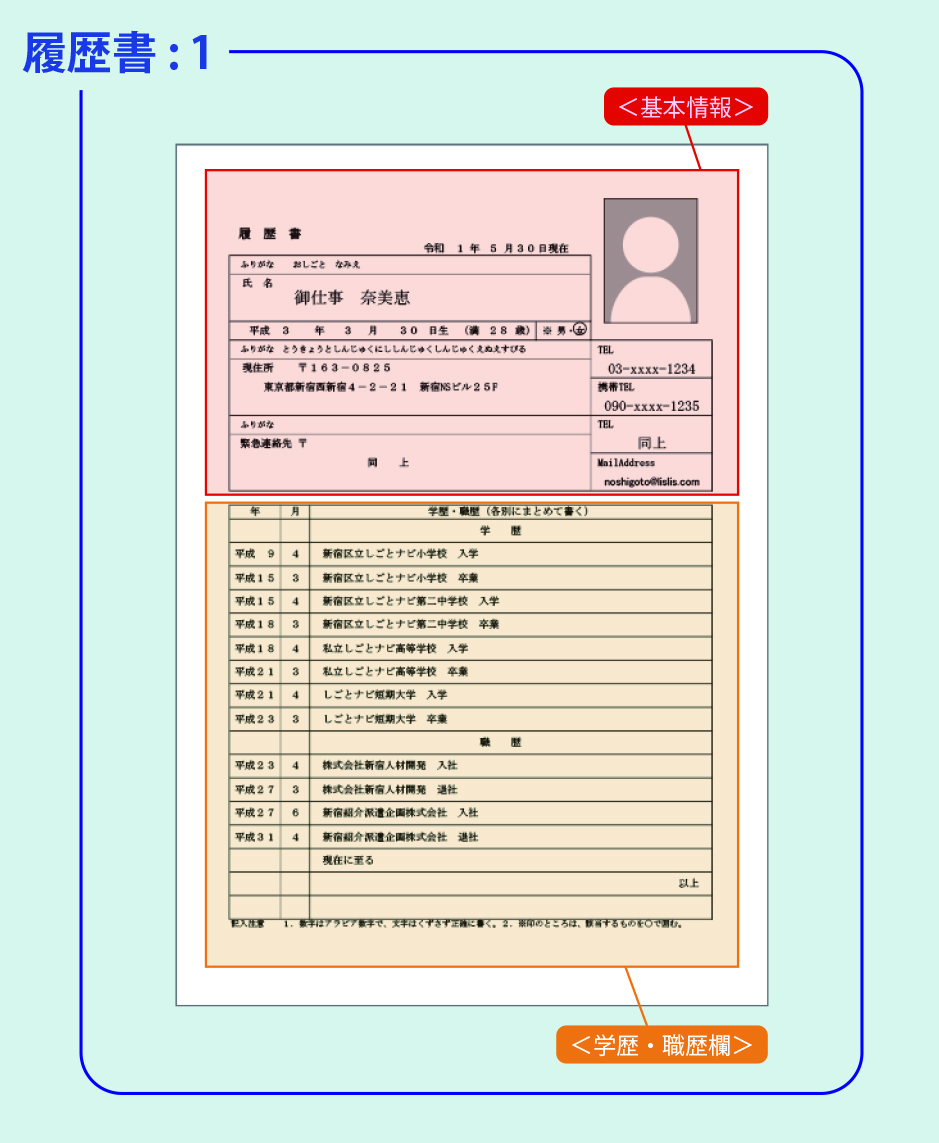 履歴書 : 1
＜基本情報＞
履 歴 書
令和 1 年 5 月 3 0 日現在
ふりがな おしごと なみえ
氏 名
御仕事 奈美恵
平成 3 年 3 月 3 0 日生 （満 2 8 歳） ※ 男・女
ふりがな とうきょうとしんじゅくにししんじゅくしんじゅくえぬえすびる
TEL
現住所 〒１６３－０８２５
03-xxxx-1234
東京都新宿西新宿４－２－２１ 新宿NSビル２５F
携帯TEL
090-xxxx-1235
ふりがな
TEL
緊急連絡先 〒
同上
同 上
MailAddress
noshigoto@lislis.com
年 月 学歴・職歴（各別にまとめて書く）
学 歴
平成 ９ 4 新宿区立しごとナビ小学校 入学
平成１５ 3 新宿区立しごとナビ小学校 卒業
平成１５ 4 新宿区立しごとナビ第二中学校 入学
平成１８ 3 新宿区立しごとナビ第二中学校 卒業
平成１８ 4 私立しごとナビ高等学校 入学
平成２１ 3 私立しごとナビ高等学校 卒業
平成２１ 4 しごとナビ短期大学 入学
平成２３ 3 しごとナビ短期大学 卒業
職 歴
平成２３ 4 株式会社新宿人材開発 入社
平成２７ 3 株式会社新宿人材開発 退社
平成２７ 6 新宿紹介派遣企画株式会社 入社
平成３１ 4 新宿紹介派遣企画株式会社 退社
現在に至る
以上
記入注意 １．数字はアラビア数字で、文字はくずさず正確に書く。２．※印のところは、該当するものを〇で囲む。
＜学歴・職歴欄＞